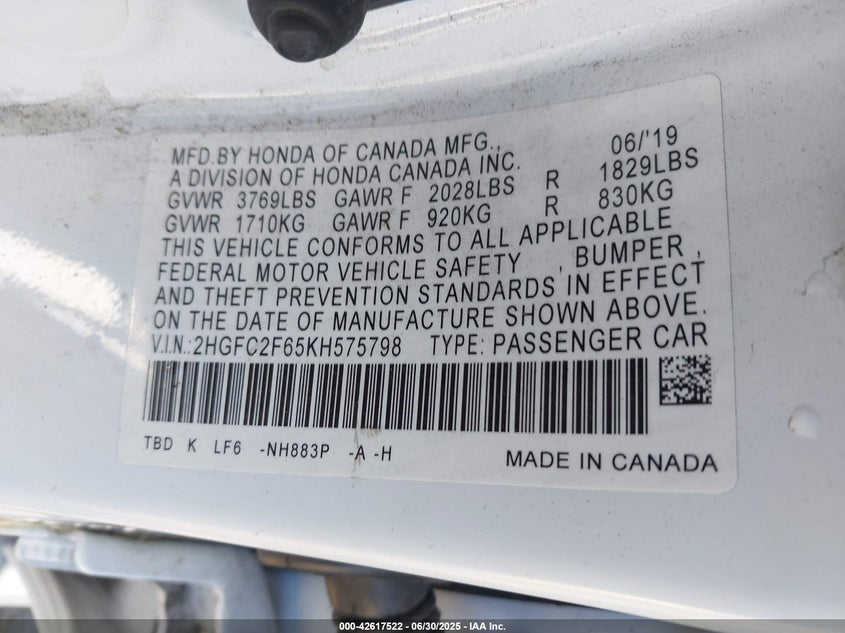 MFD.BY HONDA OF CANADA MFG., 06/'19
A DIVISION OF HONDA CANADA INC.
GVWR 3769LBS GAWR F 2028LBS R 1829LBS
GVWR 1710KG GAWR F 920KG R 830KG
THIS VEHICLE CONFORMS TO ALL APPLICABLE
FEDERAL MOTOR VEHICLE SAFETY , BUMPER ,
AND THEFT PREVENTION STANDARDS IN EFFECT
ON THE DATE OF MANUFACTURE SHOWN ABOVE.
V.I.N.:2HGFC2F65KH575798 TYPE: PASSENGER CAR
TBD K LF6 -NH883P -A -H
MADE IN CANADA
000-42617522 - 06/30/2025 - IAA Inc.